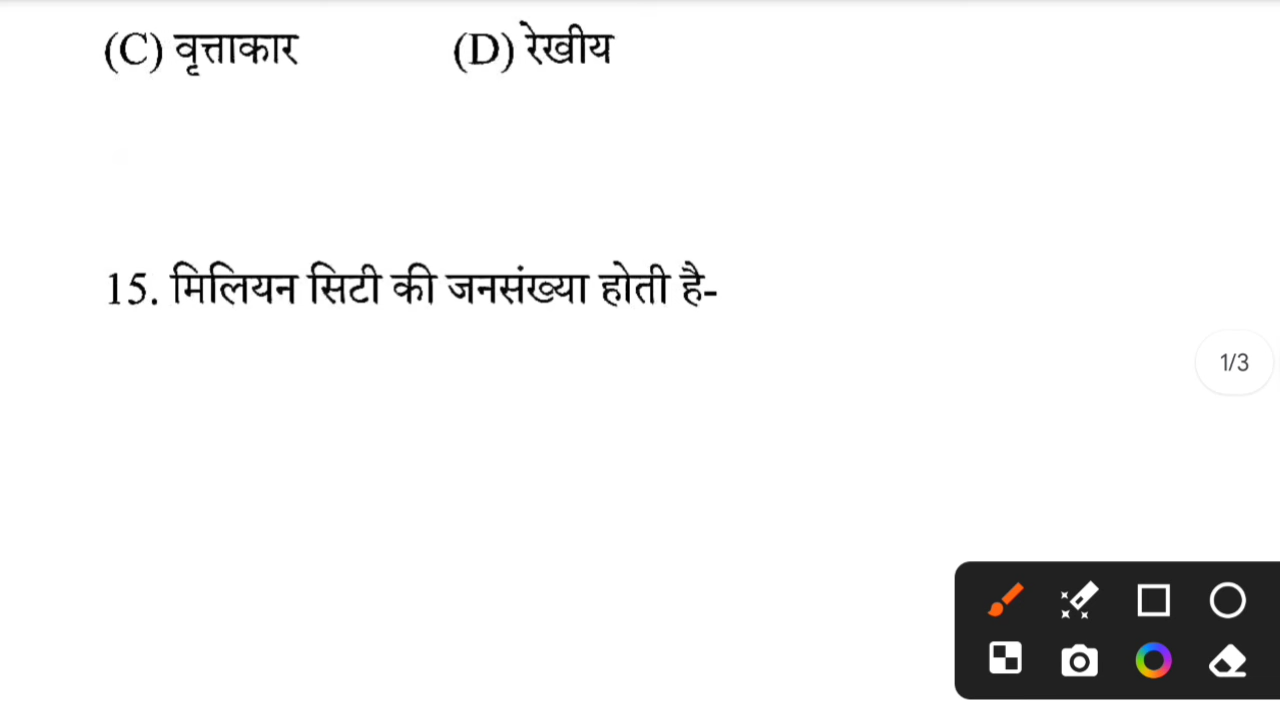 (C) वृत्ताकार (D) रेखीय
15. मिलियन सिटी की जनसंख्या होती है-
1/3